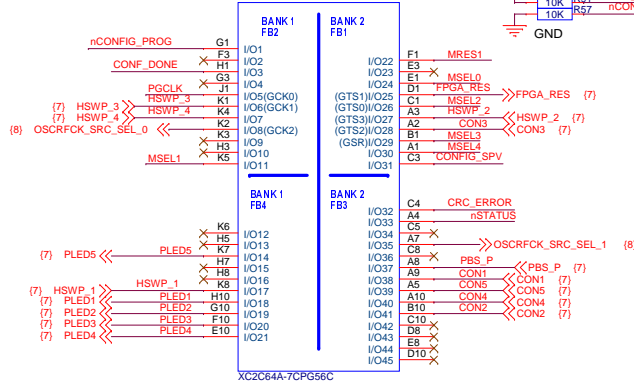 10K
10K R57 nCON
GND
BANK 1 FB2
BANK 2 FB1
nCONFIG_PROG G1 I/O1
F3 I/O2
CONF_DONE H1 I/O3
G3 I/O4
PGCLK J1 I/O5(GCK0)
{7} HSWP_3 HSWP_3 K1 I/O6(GCK1)
{7} HSWP_4 HSWP_4 K4 I/O7
{8} OSCRFCK_SRC_SEL_0 K2 I/O8(GCK2)
K3 I/O9
H3 I/O10
MSEL1 K5 I/O11
I/O22 F1 MRES1
I/O23 E3
I/O24 E1 MSEL0
I/O25 D1 FPGA_RES FPGA_RES {7}
(GTS1)I/O26 C1 MSEL2
(GTS0)I/O27 A3 HSWP_2 HSWP_2 {7}
(GTS3)I/O28 A2 CON3 CON3 {7}
(GTS2)I/O29 B1 MSEL3
(GSR)I/O30 A1 MSEL4
I/O31 C3 CONFIG_SPV
BANK 1 FB4
BANK 2 FB3
K6 I/O12
H5 I/O13
{7} PLED5 PLED5 K7 I/O14
H7 I/O15
H8 I/O16
{7} HSWP_1 HSWP_1 K8 I/O17
{7} PLED1 PLED1 H10 I/O18
{7} PLED2 PLED2 G10 I/O19
{7} PLED3 PLED3 F10 I/O20
{7} PLED4 PLED4 E10 I/O21
I/O32 C4 CRC_ERROR
I/O33 A4 nSTATUS
I/O34 C5
I/O35 A7 OSCRFCK_SRC_SEL_1 {8}
I/O36 C8
I/O37 A8 PBS_P PBS_P {7}
I/O38 A9 CON1 CON1 {7}
I/O39 A5 CON5 CON5 {7}
I/O40 A10 CON4 CON4 {7}
I/O41 B10 CON2 CON2 {7}
I/O42 C10
I/O43 D8
I/O44 E8
I/O45 D10
XC2C64A-7CPG56C